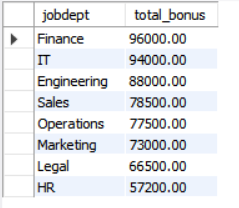 jobdept total_bonus
Finance 96000.00
IT 94000.00
Engineering 88000.00
Sales 78500.00
Operations 77500.00
Marketing 73000.00
Legal 66500.00
HR 57200.00